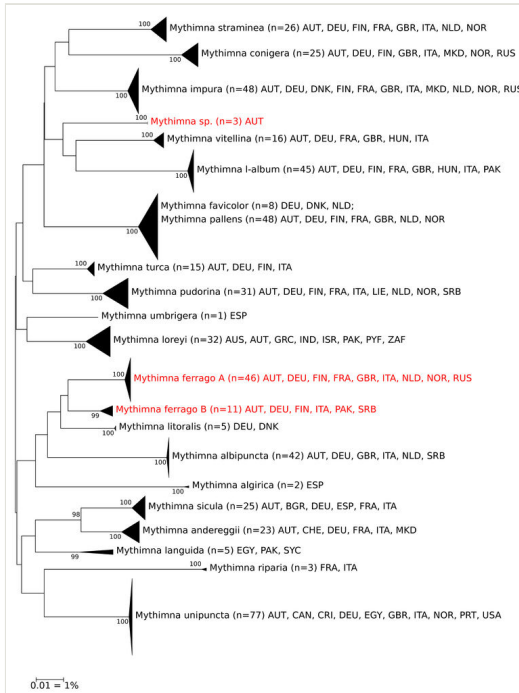 100
Mythimna straminea (n=26) AUT, DEU, FIN, FRA, GBR, ITA, NLD, NOR
100
Mythimna conigera (n=25) AUT, DEU, FIN, FRA, GBR, ITA, MKD, NOR, RUS
100
Mythimna impura (n=48) AUT, DEU, DNK, FIN, FRA, GBR, ITA, MKD, NLD, NOR, RUS
100
Mythimna sp. (n=3) AUT
100
Mythimna vitellina (n=16) AUT, DEU, FRA, GBR, HUN, ITA
100
Mythimna l-album (n=45) AUT, DEU, FIN, FRA, GBR, HUN, ITA, PAK
Mythimna favicolor (n=8) DEU, DNK, NLD;
Mythimna pallens (n=48) AUT, DEU, FIN, FRA, GBR, NLD, NOR
100
100
Mythimna turca (n=15) AUT, DEU, FIN, ITA
100
Mythimna pudorina (n=31) AUT, DEU, FIN, FRA, ITA, LIE, NLD, NOR, SRB
Mythimna umbrigera (n=1) ESP
100
Mythimna loreyi (n=32) AUS, AUT, GRC, IND, ISR, PAK, PYF, ZAF
100
Mythimna ferrago A (n=46) AUT, DEU, FIN, FRA, GBR, ITA, NLD, NOR, RUS
99
Mythimna ferrago B (n=11) AUT, DEU, FIN, ITA, PAK, SRB
100
Mythimna litoralis (n=5) DEU, DNK
100
Mythimna albipuncta (n=42) AUT, DEU, GBR, ITA, NLD, SRB
100
Mythimna algirica (n=2) ESP
100
Mythimna sicula (n=25) AUT, BGR, DEU, ESP, FRA, ITA
98
100
Mythimna andereggii (n=23) AUT, CHE, DEU, FRA, ITA, MKD
99
Mythimna languida (n=5) EGY, PAK, SYC
100
Mythimna riparia (n=3) FRA, ITA
100
Mythimna unipuncta (n=77) AUT, CAN, CRI, DEU, EGY, GBR, ITA, NOR, PRT, USA
0.01 = 1%